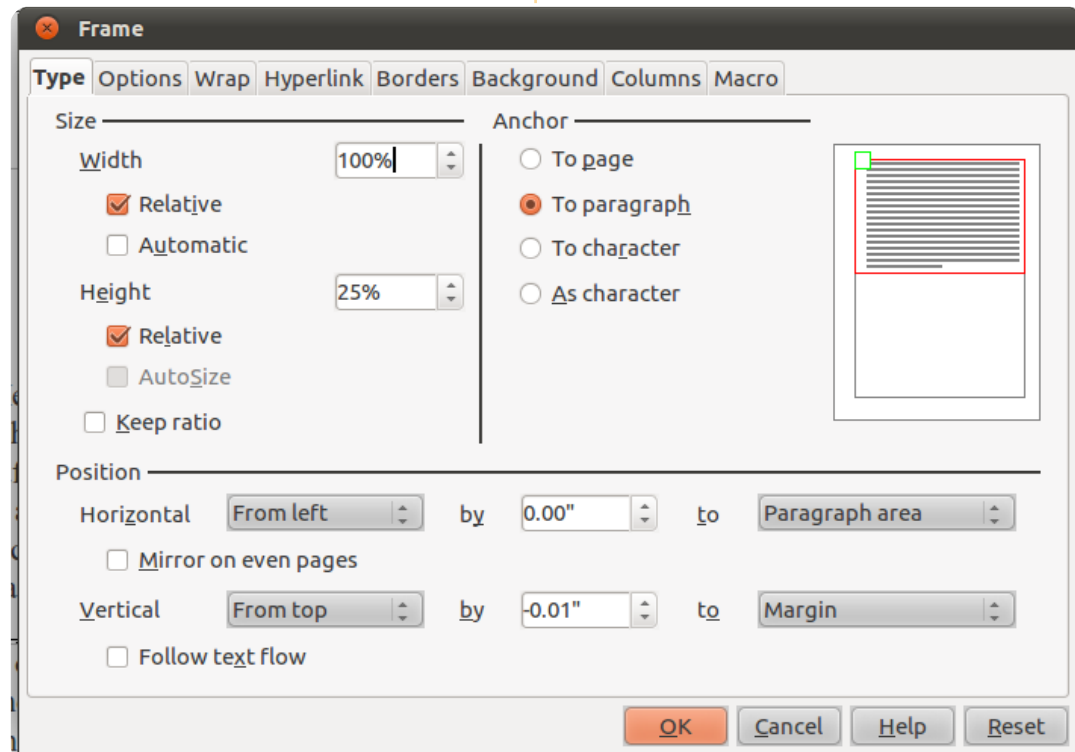 Frame
Type Options Wrap Hyperlink Borders Background Columns Macro
Size
Width 100%
Relative
Automatic
Height 25%
Relative
AutoSize
Keep ratio
Anchor
To page
To paragraph
To character
As character
Position
Horizontal From left by 0.00" to Paragraph area
Mirror on even pages
Vertical From top by -0.01" to Margin
Follow text flow
OK Cancel Help Reset